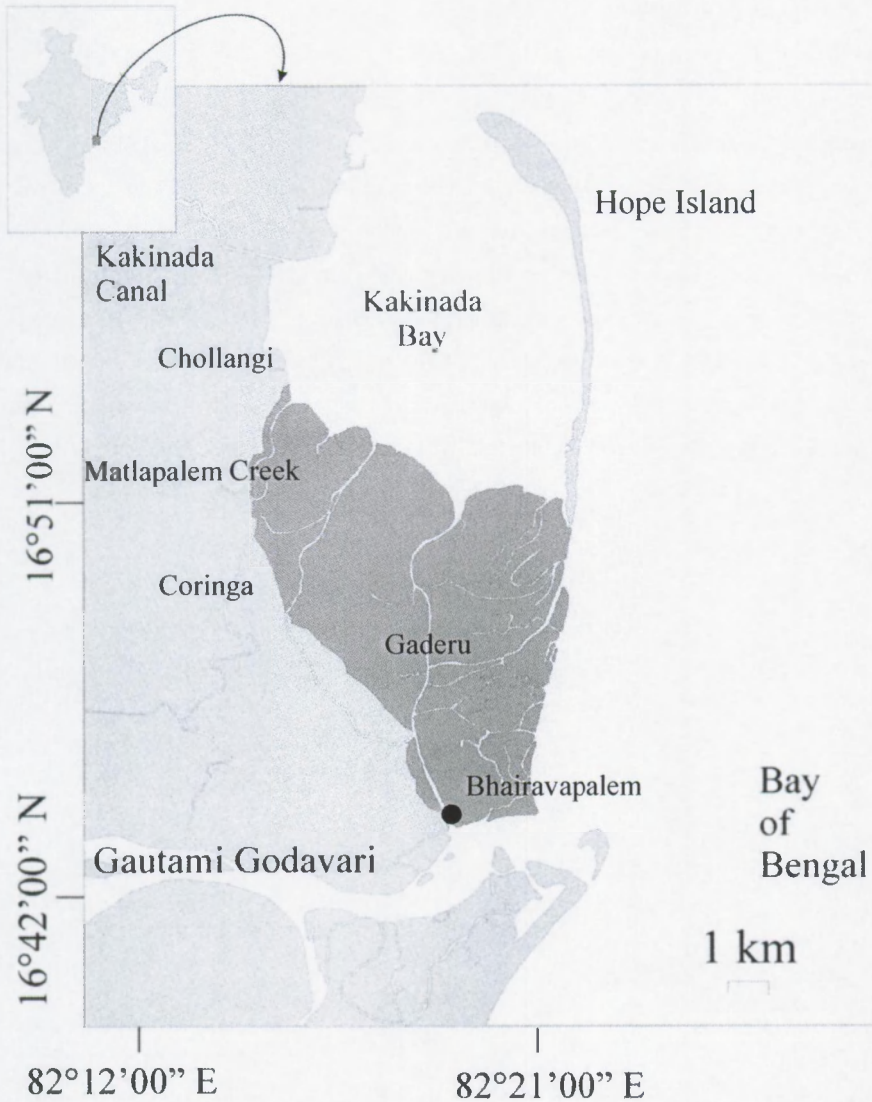 Hope Island
Kakinada
Canal
Kakinada
Bay
Chollangi
16°51’00” N
Matlapalem Creek
Coringa
Gaderu
Bhairavapalem
Bay
of
Bengal
16°42’00” N
Gautami Godavari
1 km
82°12’00” E
82°21’00” E